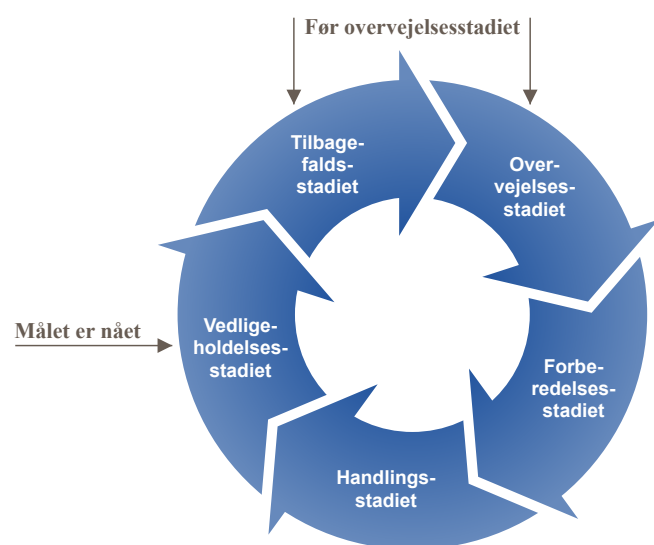 Før overvejelsesstadiet
Tilbage-
falds-
stadiet
Over-
vejelses-
stadiet
Målet er nået
Vedlige-
holdelses-
stadiet
Forbe-
redelses-
stadiet
Handlings-
stadiet